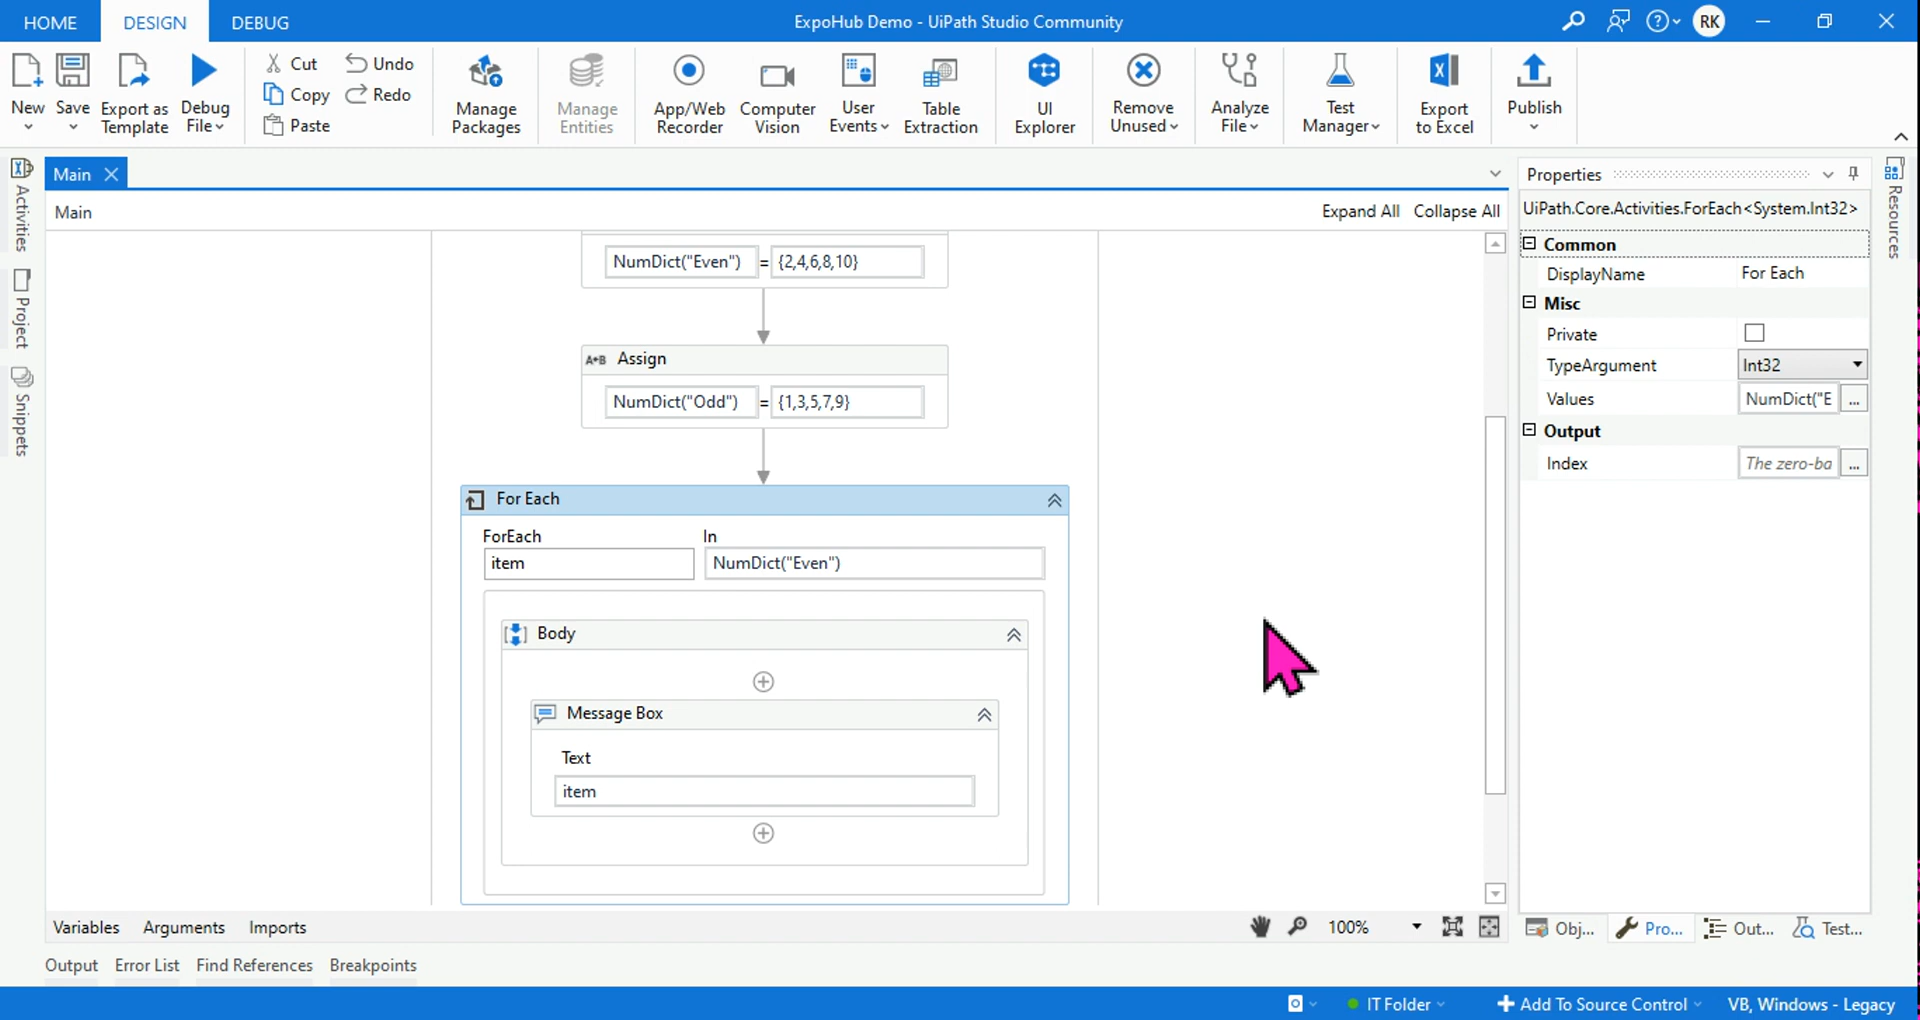 HOME DESIGN DEBUG ExpoHub Demo - UiPath Studio Community RK
New Save Export as Template Debug File
Cut Undo
Copy Redo
Paste
Manage Packages Manage Entities App/Web Recorder Computer Vision User Events Table Extraction UI Explorer Remove Unused Analyze File Test Manager Export to Excel Publish
Activities
Project
Snippets
Main
Main Expand All Collapse All
NumDict("Even") = {2,4,6,8,10}
A+B Assign
NumDict("Odd") = {1,3,5,7,9}
For Each
ForEach In
item NumDict("Even")
Body
Message Box
Text
item
Variables Arguments Imports 100%
Output Error List Find References Breakpoints
Properties
UiPath.Core.Activities.ForEach<System.Int32>
Common
DisplayName For Each
Misc
Private
TypeArgument Int32
Values NumDict("E ...
Output
Index The zero-ba ...
Obj... Pro... Out... Test...
Resources
IT Folder Add To Source Control VB, Windows - Legacy